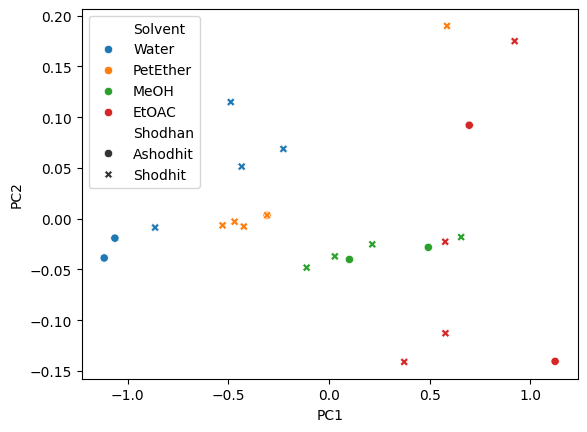 Solvent
Water
PetEther
MeOH
EtOAC
Shodhan
Ashodhit
Shodhit
PC2
0.20
0.15
0.10
0.05
0.00
−0.05
−0.10
−0.15
−1.0 −0.5 0.0 0.5 1.0
PC1